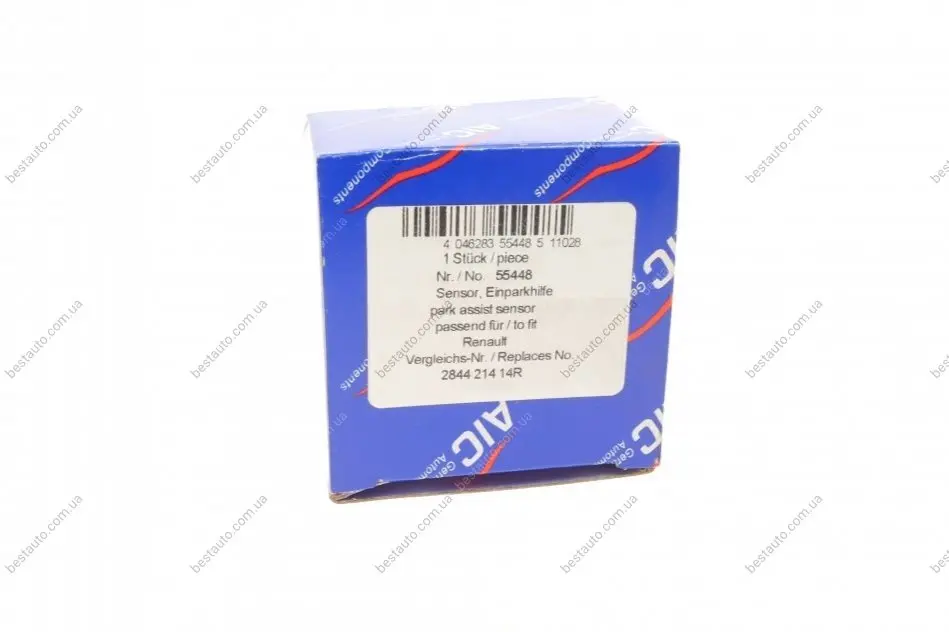 AIC
Components
Components
4 046283 55448 5 11028
1 Stück / piece
Nr. / No. 55448
Sensor, Einparkhilfe
park assist sensor
passend für / to fit
Renault
Vergleichs-Nr. / Replaces No.:
2844 214 14R
AIC
AIC
bestauto.com.ua